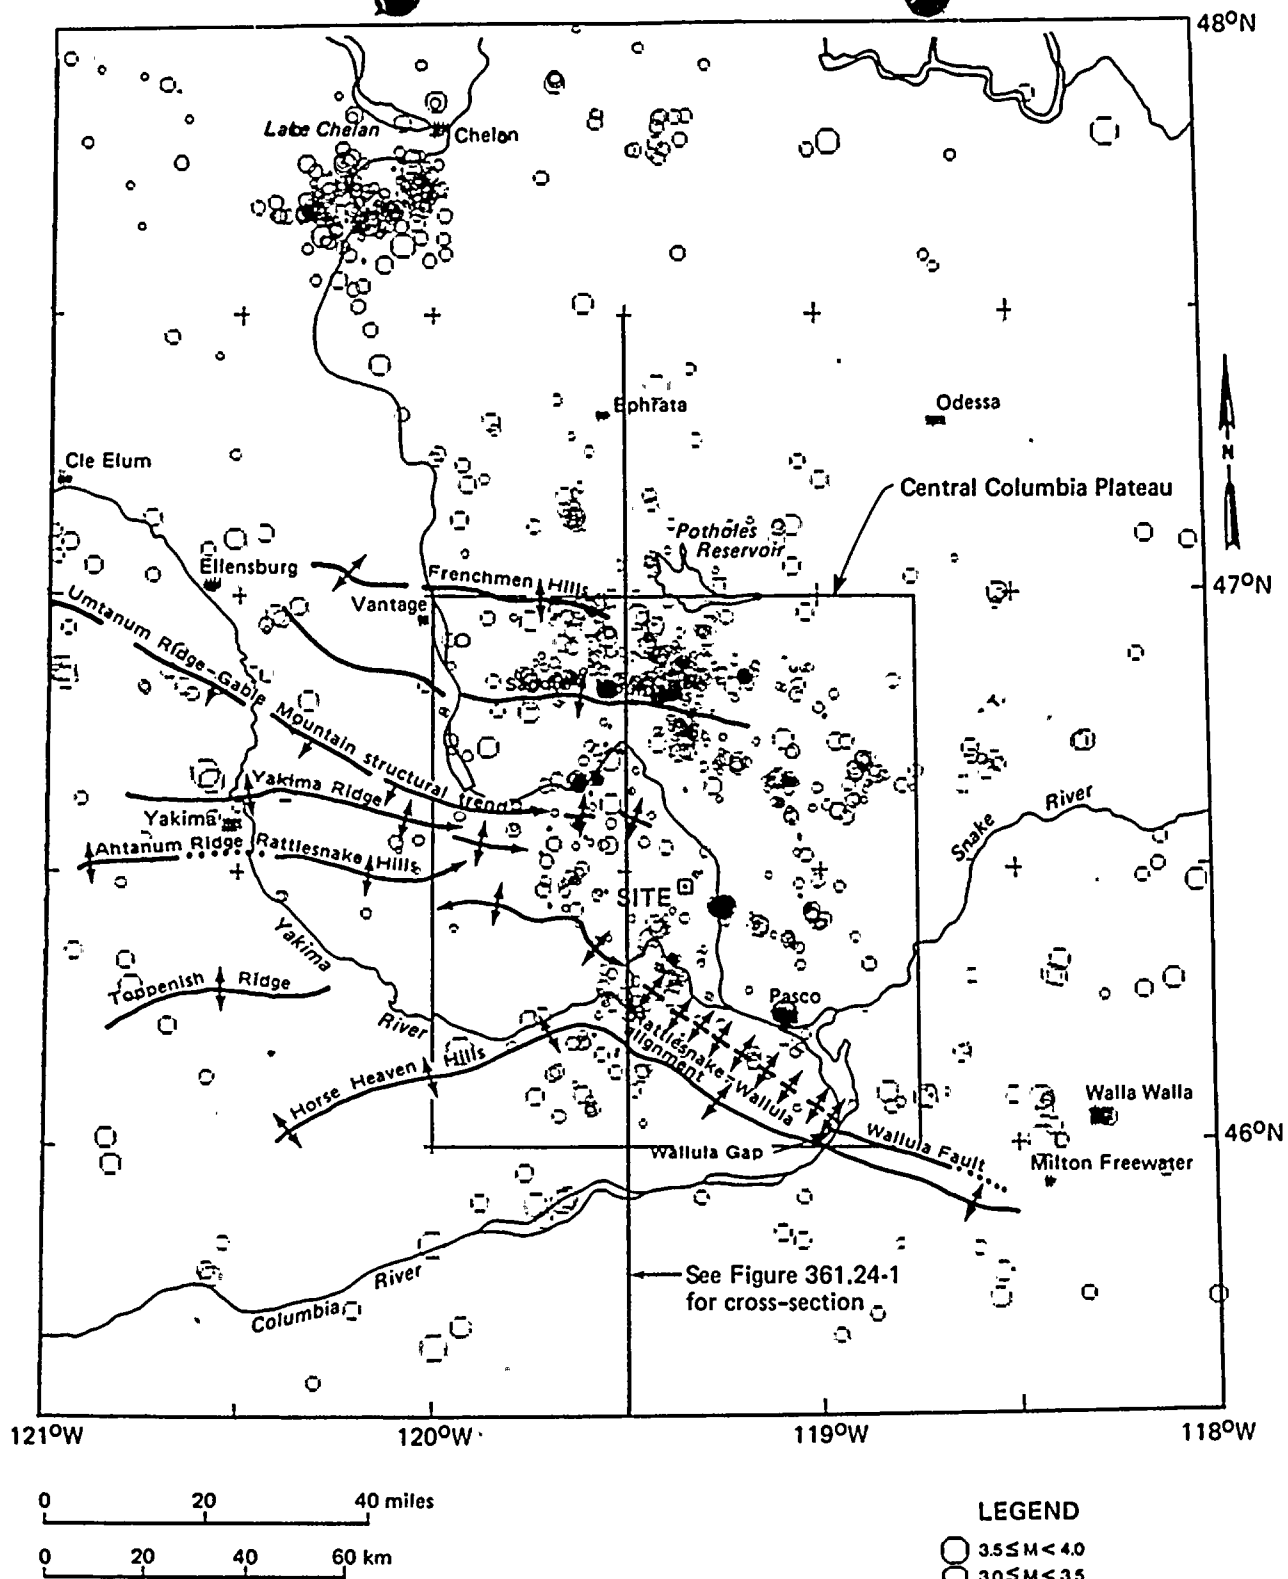 48°N
Lake Chelan
Chelan
Ephrata
Odessa
N
Cle Elum
Central Columbia Plateau
Potholes
Reservoir
Ellensburg
Frenchmen Hills
47°N
Vantage
Umtanum Ridge-Gable Mountain structural trend
Yakima Ridge
Yakima
Ahtanum Ridge Rattlesnake Hills
Snake River
SITE
Yakima River
Toppenish Ridge
Pasco
Horse Heaven Hills
Rattlesnake-Wallula
alignment
Walla Walla
46°N
Wallula Gap
Wallula Fault
Milton Freewater
See Figure 361.24-1
for cross-section
Columbia River
121°W
120°W
119°W
118°W
0 20 40 miles
0 20 40 60 km
LEGEND
3.5 ≤ M < 4.0
3.0 ≤ M < 3.5